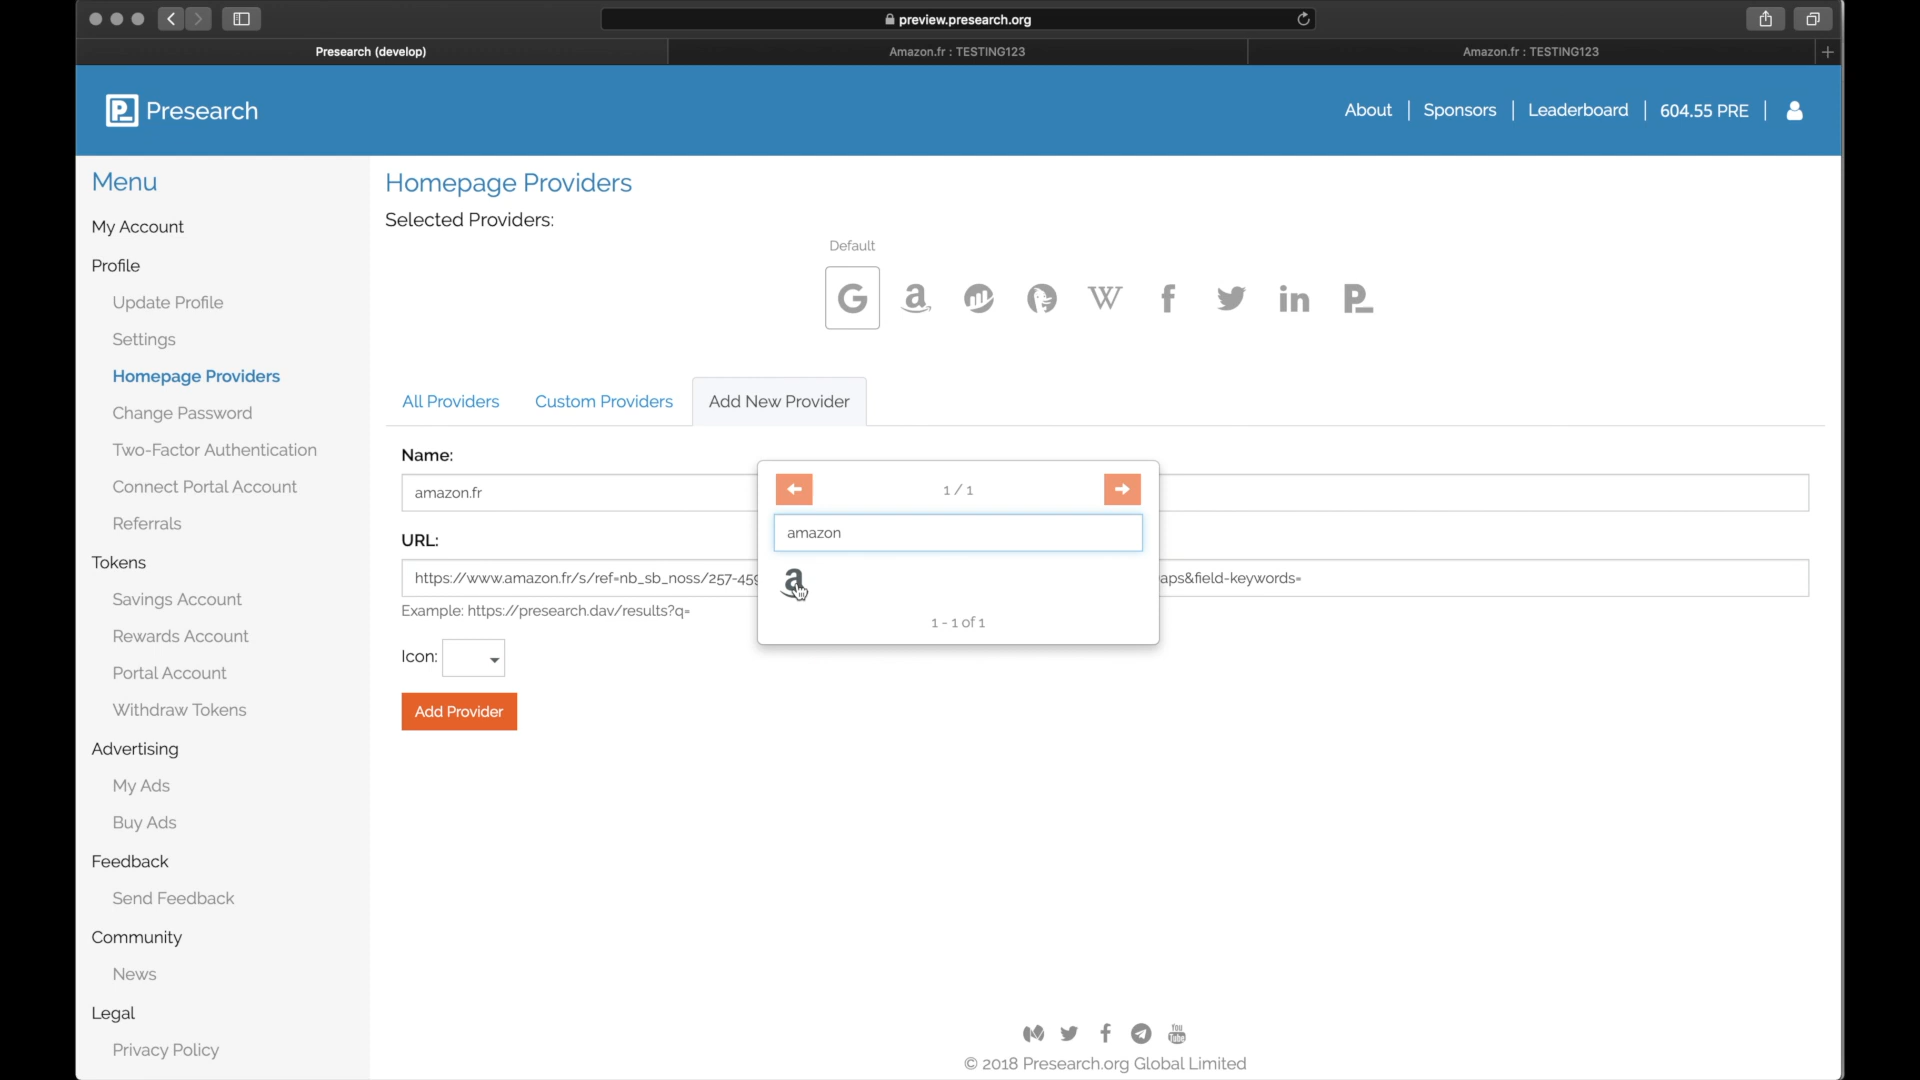 preview.presearch.org
Presearch (develop)
Amazon.fr : TESTING123
Amazon.fr : TESTING123
Presearch
About
Sponsors
Leaderboard
604.55 PRE
Menu
My Account
Profile
Update Profile
Settings
Homepage Providers
Change Password
Two-Factor Authentication
Connect Portal Account
Referrals
Tokens
Savings Account
Rewards Account
Portal Account
Withdraw Tokens
Advertising
My Ads
Buy Ads
Feedback
Send Feedback
Community
News
Legal
Privacy Policy
Homepage Providers
Selected Providers:
Default
All Providers
Custom Providers
Add New Provider
Name:
amazon.fr
URL:
https://www.amazon.fr/s/ref=nb_sb_noss/257-459
aps&field-keywords=
Example: https://presearch.dav/results?q=
Icon:
Add Provider
1 / 1
amazon
1 - 1 of 1
© 2018 Presearch.org Global Limited